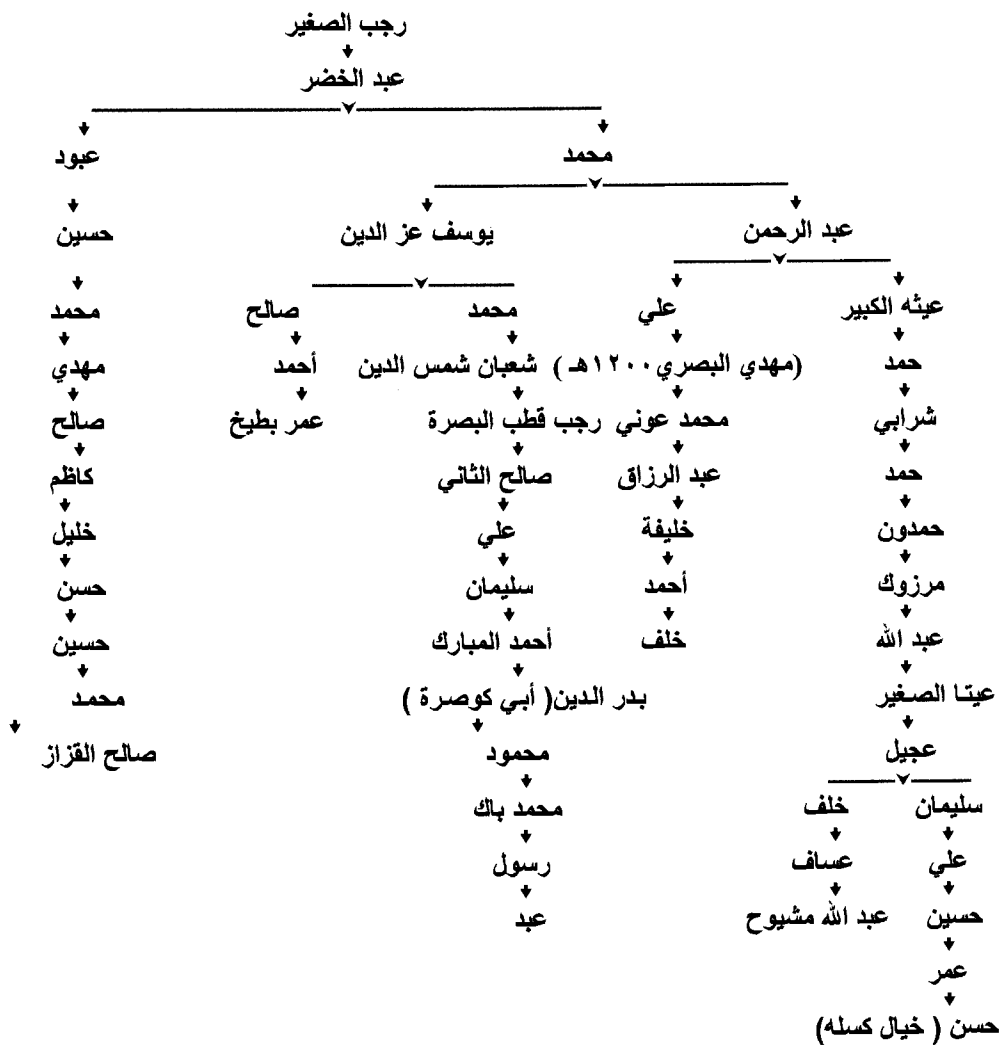 رجب الصغير
عبد الخضر
محمد عبود
عبد الرحمن يوسف عز الدين حسين
عيثه الكبير علي محمد صالح محمد
حمد (مهدي البصري ١٢٠٠هـ ) شعبان شمس الدين أحمد مهدي
شرابي محمد عوني رجب قطب البصرة عمر بطيخ صالح
حمد عبد الرزاق صالح الثاني كاظم
حمدون خليفة علي خليل
مرزوك أحمد سليمان حسن
عبد الله خلف أحمد المبارك حسين
عيتا الصغير بدر الدين( أبي كوصرة ) محمد
عجيل محمود صالح القزاز
سليمان خلف محمد باك
علي عساف رسول
حسين عبد الله مشيوح عبد
عمر
حسن ( خيال كسله)